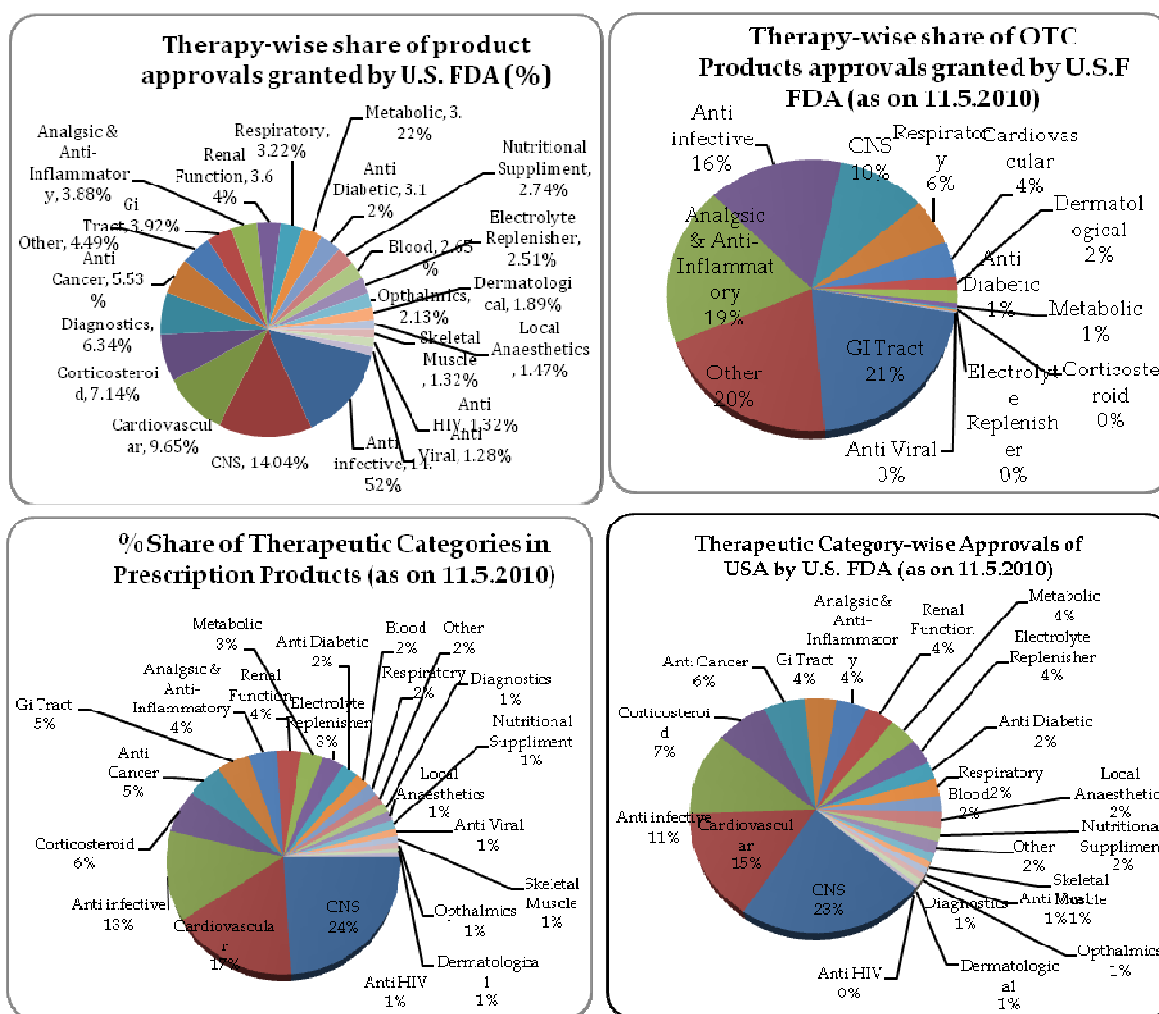 Therapy-wise share of product
approvals granted by U.S. FDA (%)
Metabolic, 3.
22%
Respiratory,
3.22%
Analgsic &
Anti-
Inflammator
y, 3.88%
Renal
Function, 3.6
4%
Nutritional
Suppliment,
2.74%
Anti
Diabetic, 3.1
2%
Gi
Tract, 3.92%
Electrolyte
Replenisher,
2.51%
Other, 4.49%
Blood, 2.65
%
Anti
Cancer, 5.53
%
Dermatologi
cal, 1.89%
Opthalmics,
2.13%
Diagnostics,
6.34%
Skeletal
Muscle
, 1.32%
Local
Anaesthetics
, 1.47%
Corticosteroi
d, 7.14%
Anti
HIV, 1.32%
Cardiovascul
ar, 9.65%
Anti
Viral, 1.28%
CNS, 14.04%
Anti
infective, 14.
52%
Therapy-wise share of OTC
Products approvals granted by U.S.F
FDA (as on 11.5.2010)
Anti
infective
16%
CNS
10%
Respirator
y
6%
Cardiovas
cular
4%
Dermatol
ogical
2%
Analgsic
& Anti-
Inflammat
ory
19%
Anti
Diabetic
1%
Metabolic
1%
GI Tract
21%
Other
20%
Electrolyt
e
Replenish
er
0%
Corticoste
roid
0%
Anti Viral
0%
% Share of Therapeutic Categories in
Prescription Products (as on 11.5.2010)
Metabolic
3%
Anti Diabetic
2%
Blood
2%
Other
2%
Analgsic &
Anti-
Inflammatory
4%
Renal
Function
4%
Respiratory
2%
Diagnostics
1%
Gi Tract
5%
Electrolyte
Replenisher
3%
Nutritional
Suppliment
1%
Anti
Cancer
5%
Local
Anaesthetics
1%
Anti Viral
1%
Corticosteroid
6%
Skeletal
Muscle
1%
Anti infective
13%
CNS
24%
Opthalmics
1%
Cardiovascula
r
17%
Dermatologica
l
1%
Anti HIV
1%
Therapeutic Category-wise Approvals of
USA by U.S. FDA (as on 11.5.2010)
Metabolic
4%
Analgsic &
Anti-
Inflammator
y
4%
Renal
Function
4%
Electrolyte
Replenisher
4%
Anti Cancer
6%
Gi Tract
4%
Corticosteroi
d
7%
Anti Diabetic
2%
Respiratory
2%
Local
Anaesthetics
2%
Blood
2%
Anti infective
11%
Cardiovascul
ar
15%
Nutritional
Suppliment
2%
Other
2%
Skeletal
Muscle
1%
CNS
23%
Anti Viral
1%
Diagnostics
1%
Opthalmics
1%
Anti HIV
0%
Dermatologic
al
1%